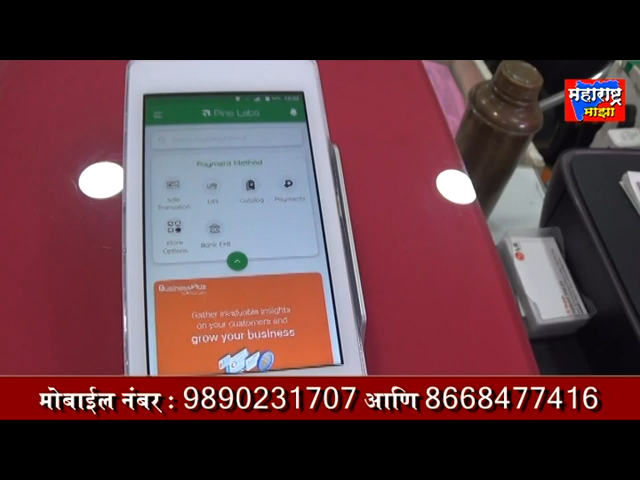 महाराष्ट्र
माझा
Pine Labs
Payment Method
Sale
Transaction
UPI
Catalog
Payments
More
Options
Bank EMI
BusinessPlus
Gather invaluable insights
on your customers and
grow your business
मोबाईल नंबर : 9890231707 आणि 8668477416